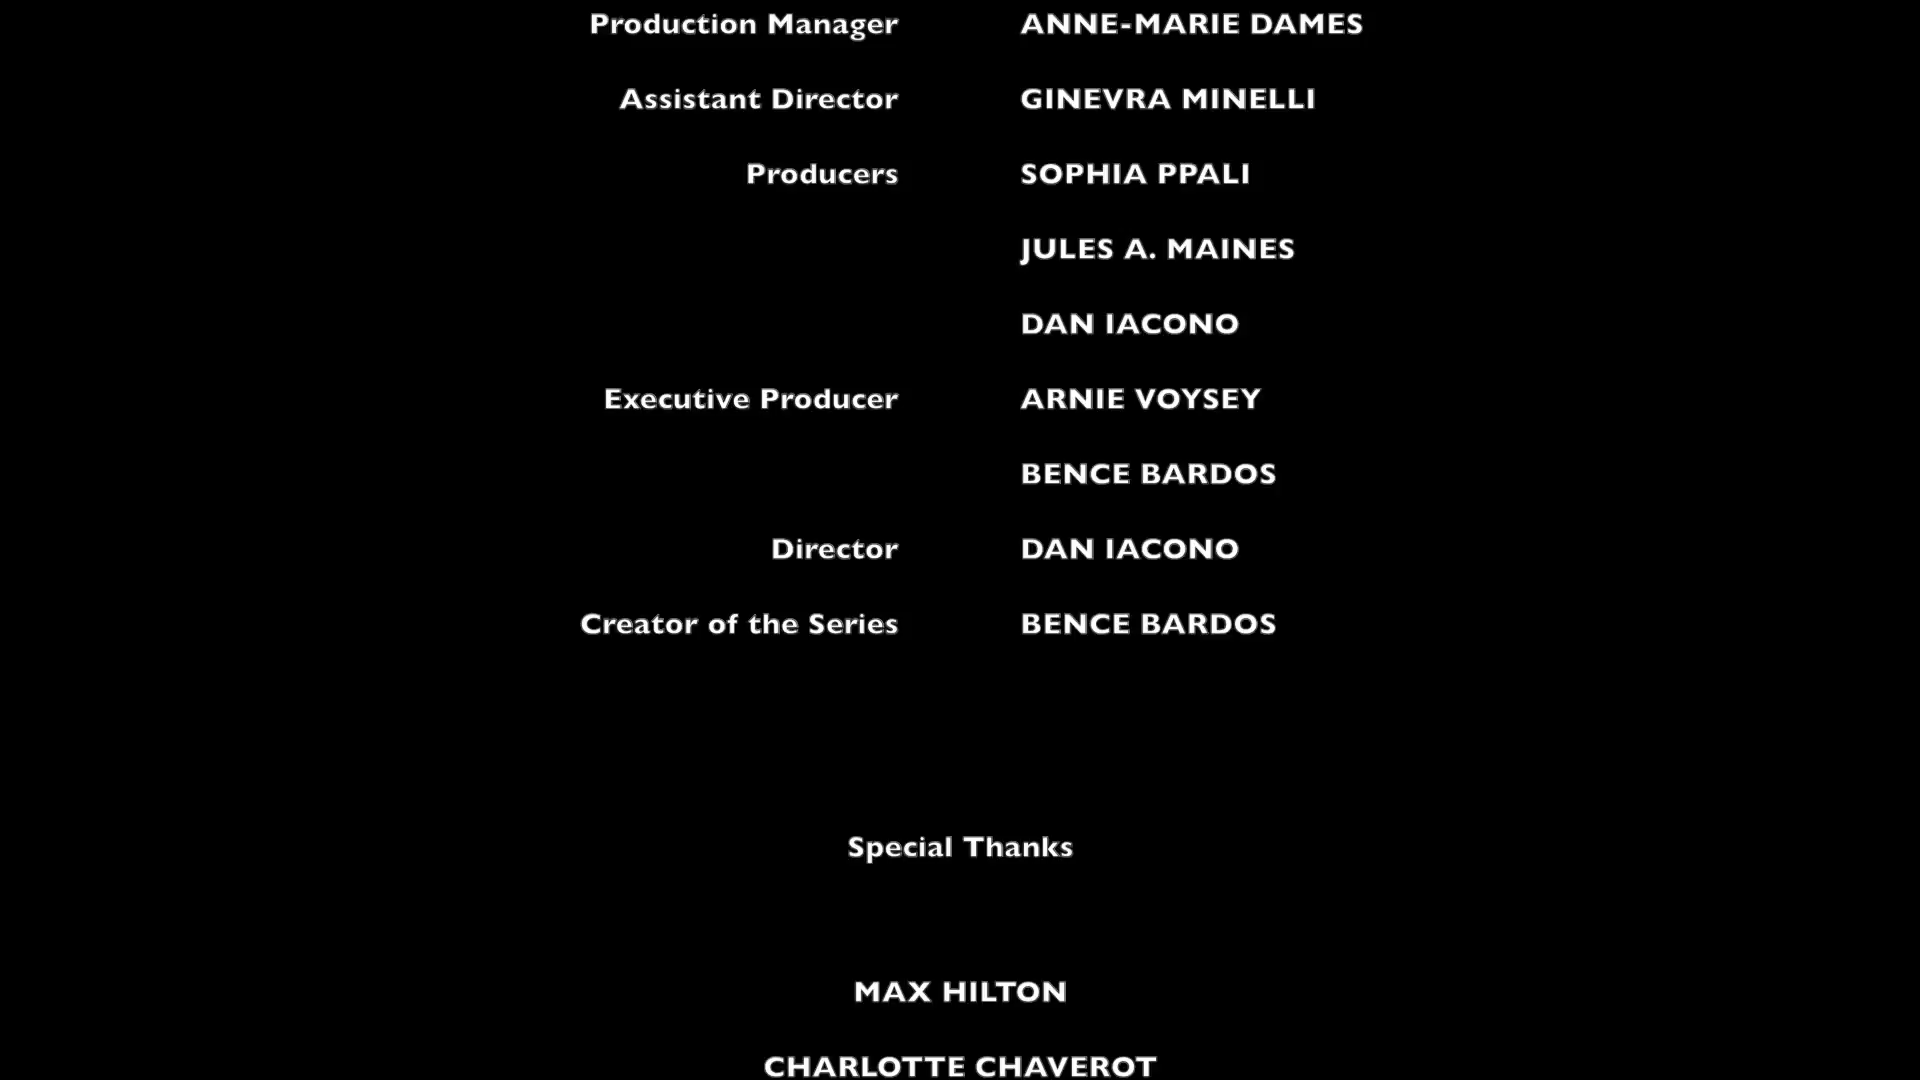 Production Manager ANNE-MARIE DAMES
Assistant Director GINEVRA MINELLI
Producers SOPHIA PPALI
JULES A. MAINES
DAN IACONO
Executive Producer ARNIE VOYSEY
BENCE BARDOS
Director DAN IACONO
Creator of the Series BENCE BARDOS
Special Thanks
MAX HILTON
CHARLOTTE CHAVEROT